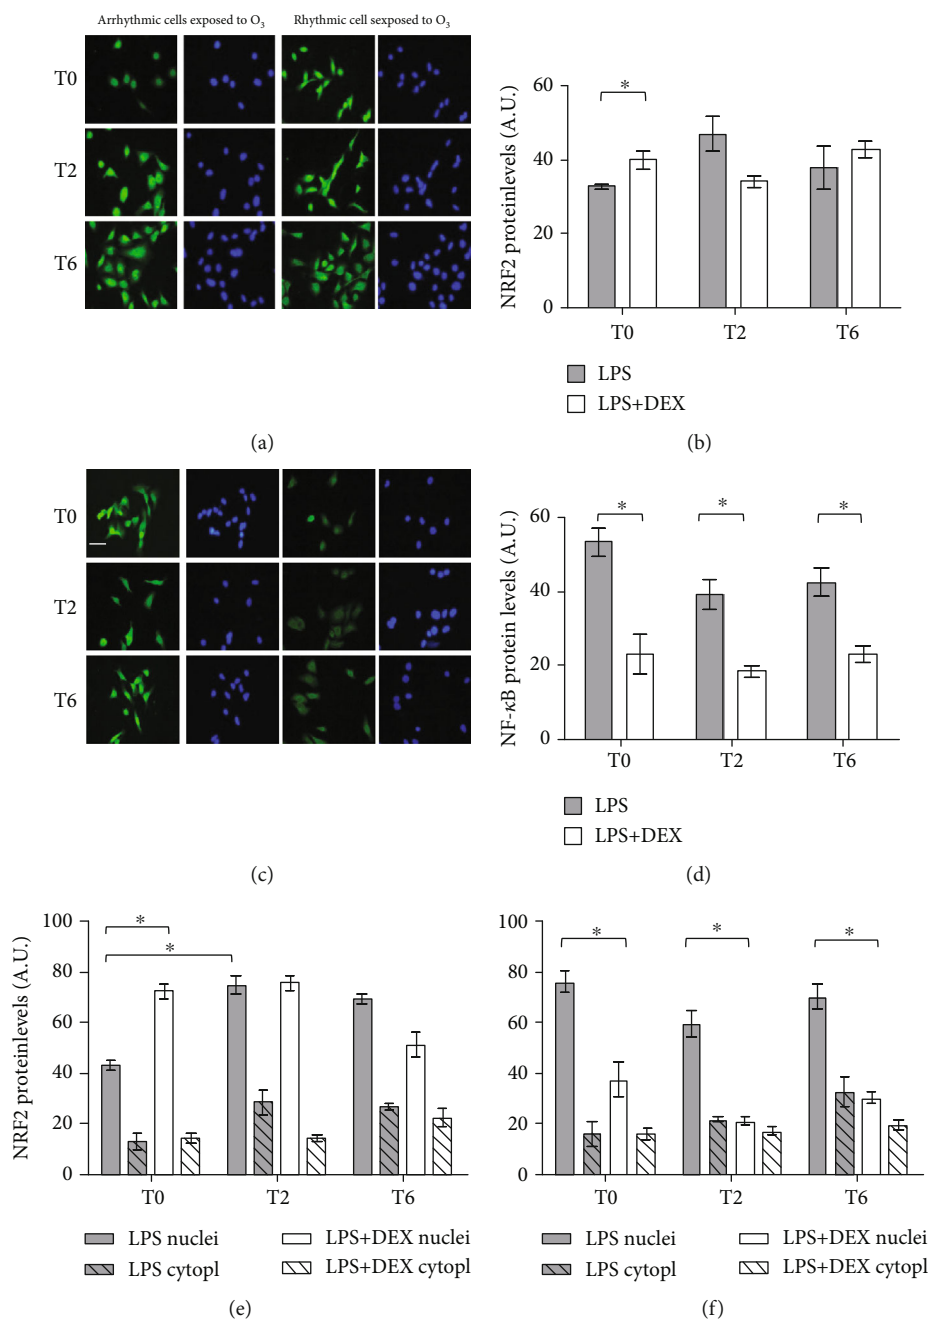 Arrhythmic cells exposed to O3
Rhythmic cell sexposed to O3
T0
T2
T6
(a)
NRF2 proteinlevels (A.U.)
60
40
20
0
*
T0
T2
T6
LPS
LPS+DEX
(b)
T0
T2
T6
(c)
NF-κB protein levels (A.U.)
60
40
20
0
*
*
*
T0
T2
T6
LPS
LPS+DEX
(d)
NRF2 proteinlevels (A.U.)
100
80
60
40
20
0
*
*
T0
T2
T6
LPS nuclei
LPS cytopl
LPS+DEX nuclei
LPS+DEX cytopl
(e)
100
80
60
40
20
0
*
*
*
T0
T2
T6
LPS nuclei
LPS cytopl
LPS+DEX nuclei
LPS+DEX cytopl
(f)